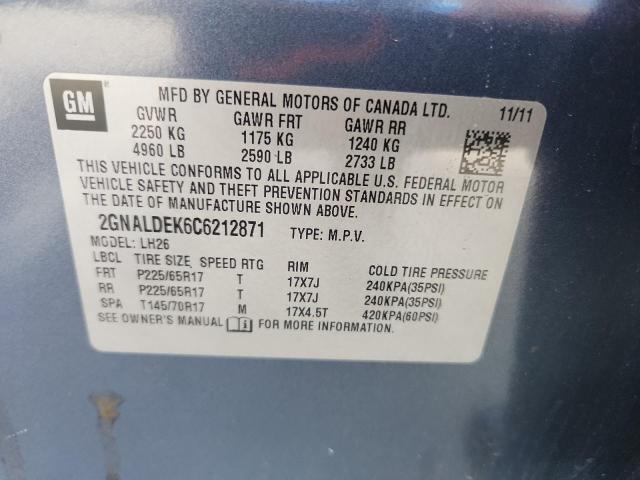 GM
MFD BY GENERAL MOTORS OF CANADA LTD. 11/11
GVWR GAWR FRT GAWR RR
2250 KG 1175 KG 1240 KG
4960 LB 2590 LB 2733 LB
THIS VEHICLE CONFORMS TO ALL APPLICABLE U.S. FEDERAL MOTOR
VEHICLE SAFETY AND THEFT PREVENTION STANDARDS IN EFFECT ON
THE DATE OF MANUFACTURE SHOWN ABOVE.
2GNALDEK6C6212871 TYPE: M.P.V.
MODEL: LH26
LBCL TIRE SIZE, SPEED RTG RIM COLD TIRE PRESSURE
FRT P225/65R17 T 17X7J 240KPA(35PSI)
RR P225/65R17 T 17X7J 240KPA(35PSI)
SPA T145/70R17 M 17X4.5T 420KPA(60PSI)
SEE OWNER'S MANUAL i FOR MORE INFORMATION.